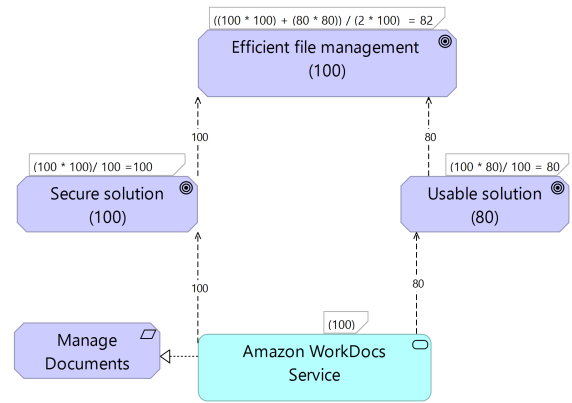 ((100 * 100) + (80 * 80)) / (2 * 100)  = 82
Efficient file management
(100)
100
80
(100 * 100)/ 100 =100
Secure solution
(100)
(100 * 80)/ 100 = 80
Usable solution
(80)
100
80
(100)
Manage
Documents
Amazon WorkDocs
Service